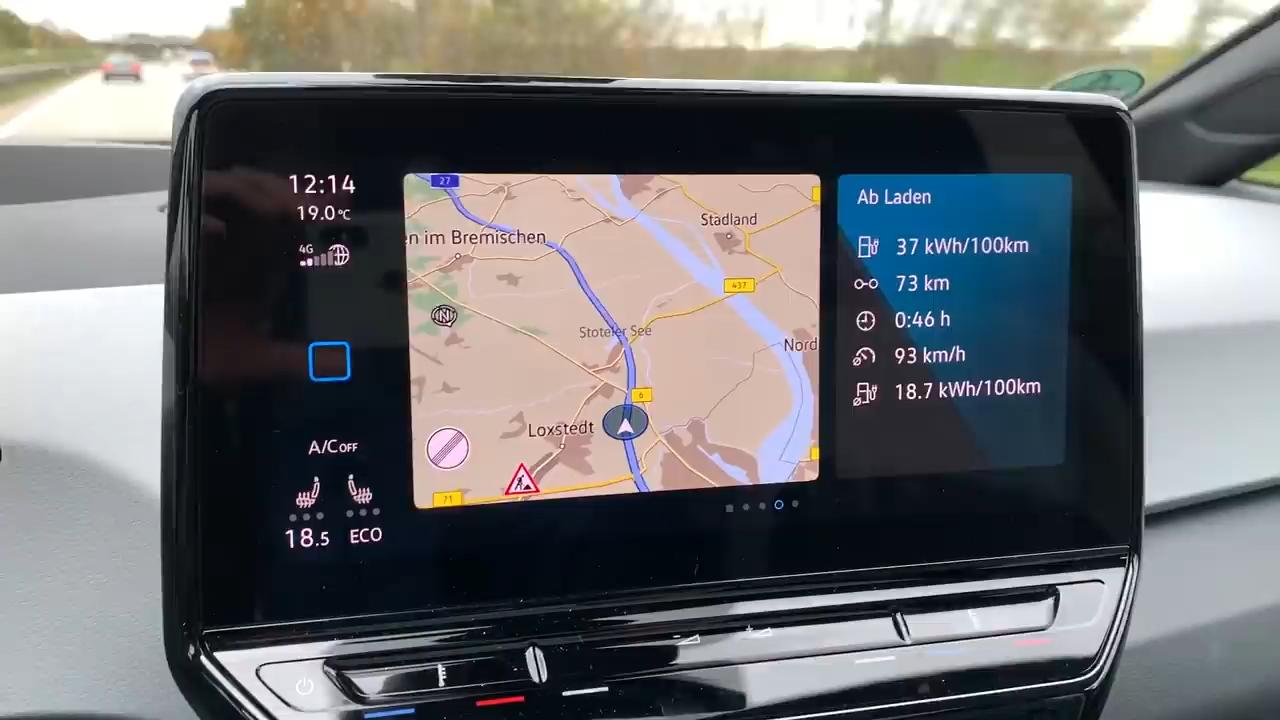 12:14
19.0°C
4G
A/C OFF
18.5 ECO
27
en im Bremischen
Stadland
437
N
Stoteler See
Nord
6
Loxstedt
71
Ab Laden
37 kWh/100km
73 km
0:46 h
93 km/h
18.7 kWh/100km